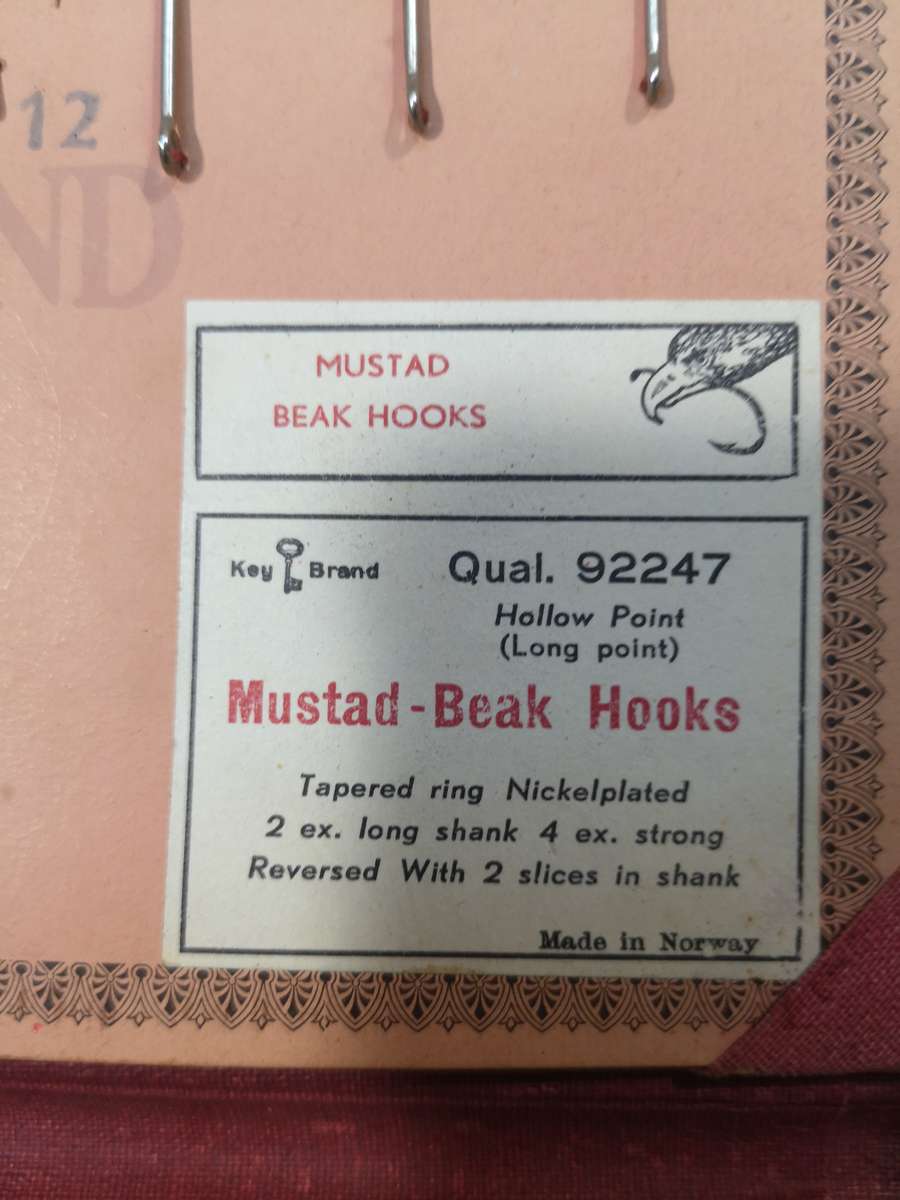 12
ND
MUSTAD
BEAK HOOKS
Key Brand Qual. 92247
Hollow Point
(Long point)
Mustad-Beak Hooks
Tapered ring Nickelplated
2 ex. long shank 4 ex. strong
Reversed With 2 slices in shank
Made in Norway